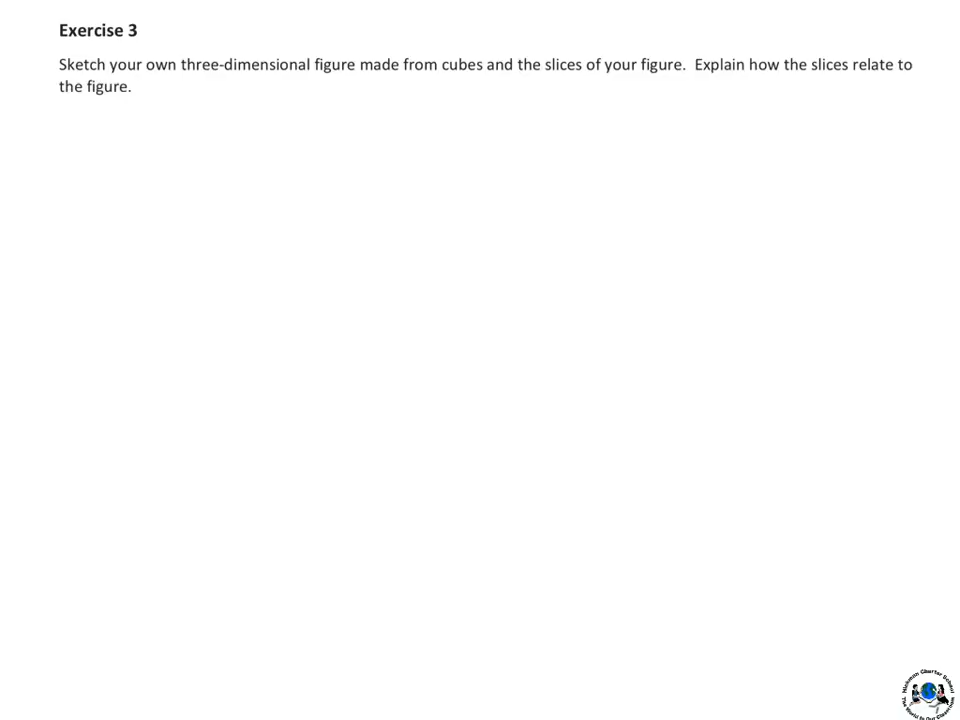 Exercise 3
Sketch your own three-dimensional figure made from cubes and the slices of your figure.  Explain how the slices relate to
the figure.